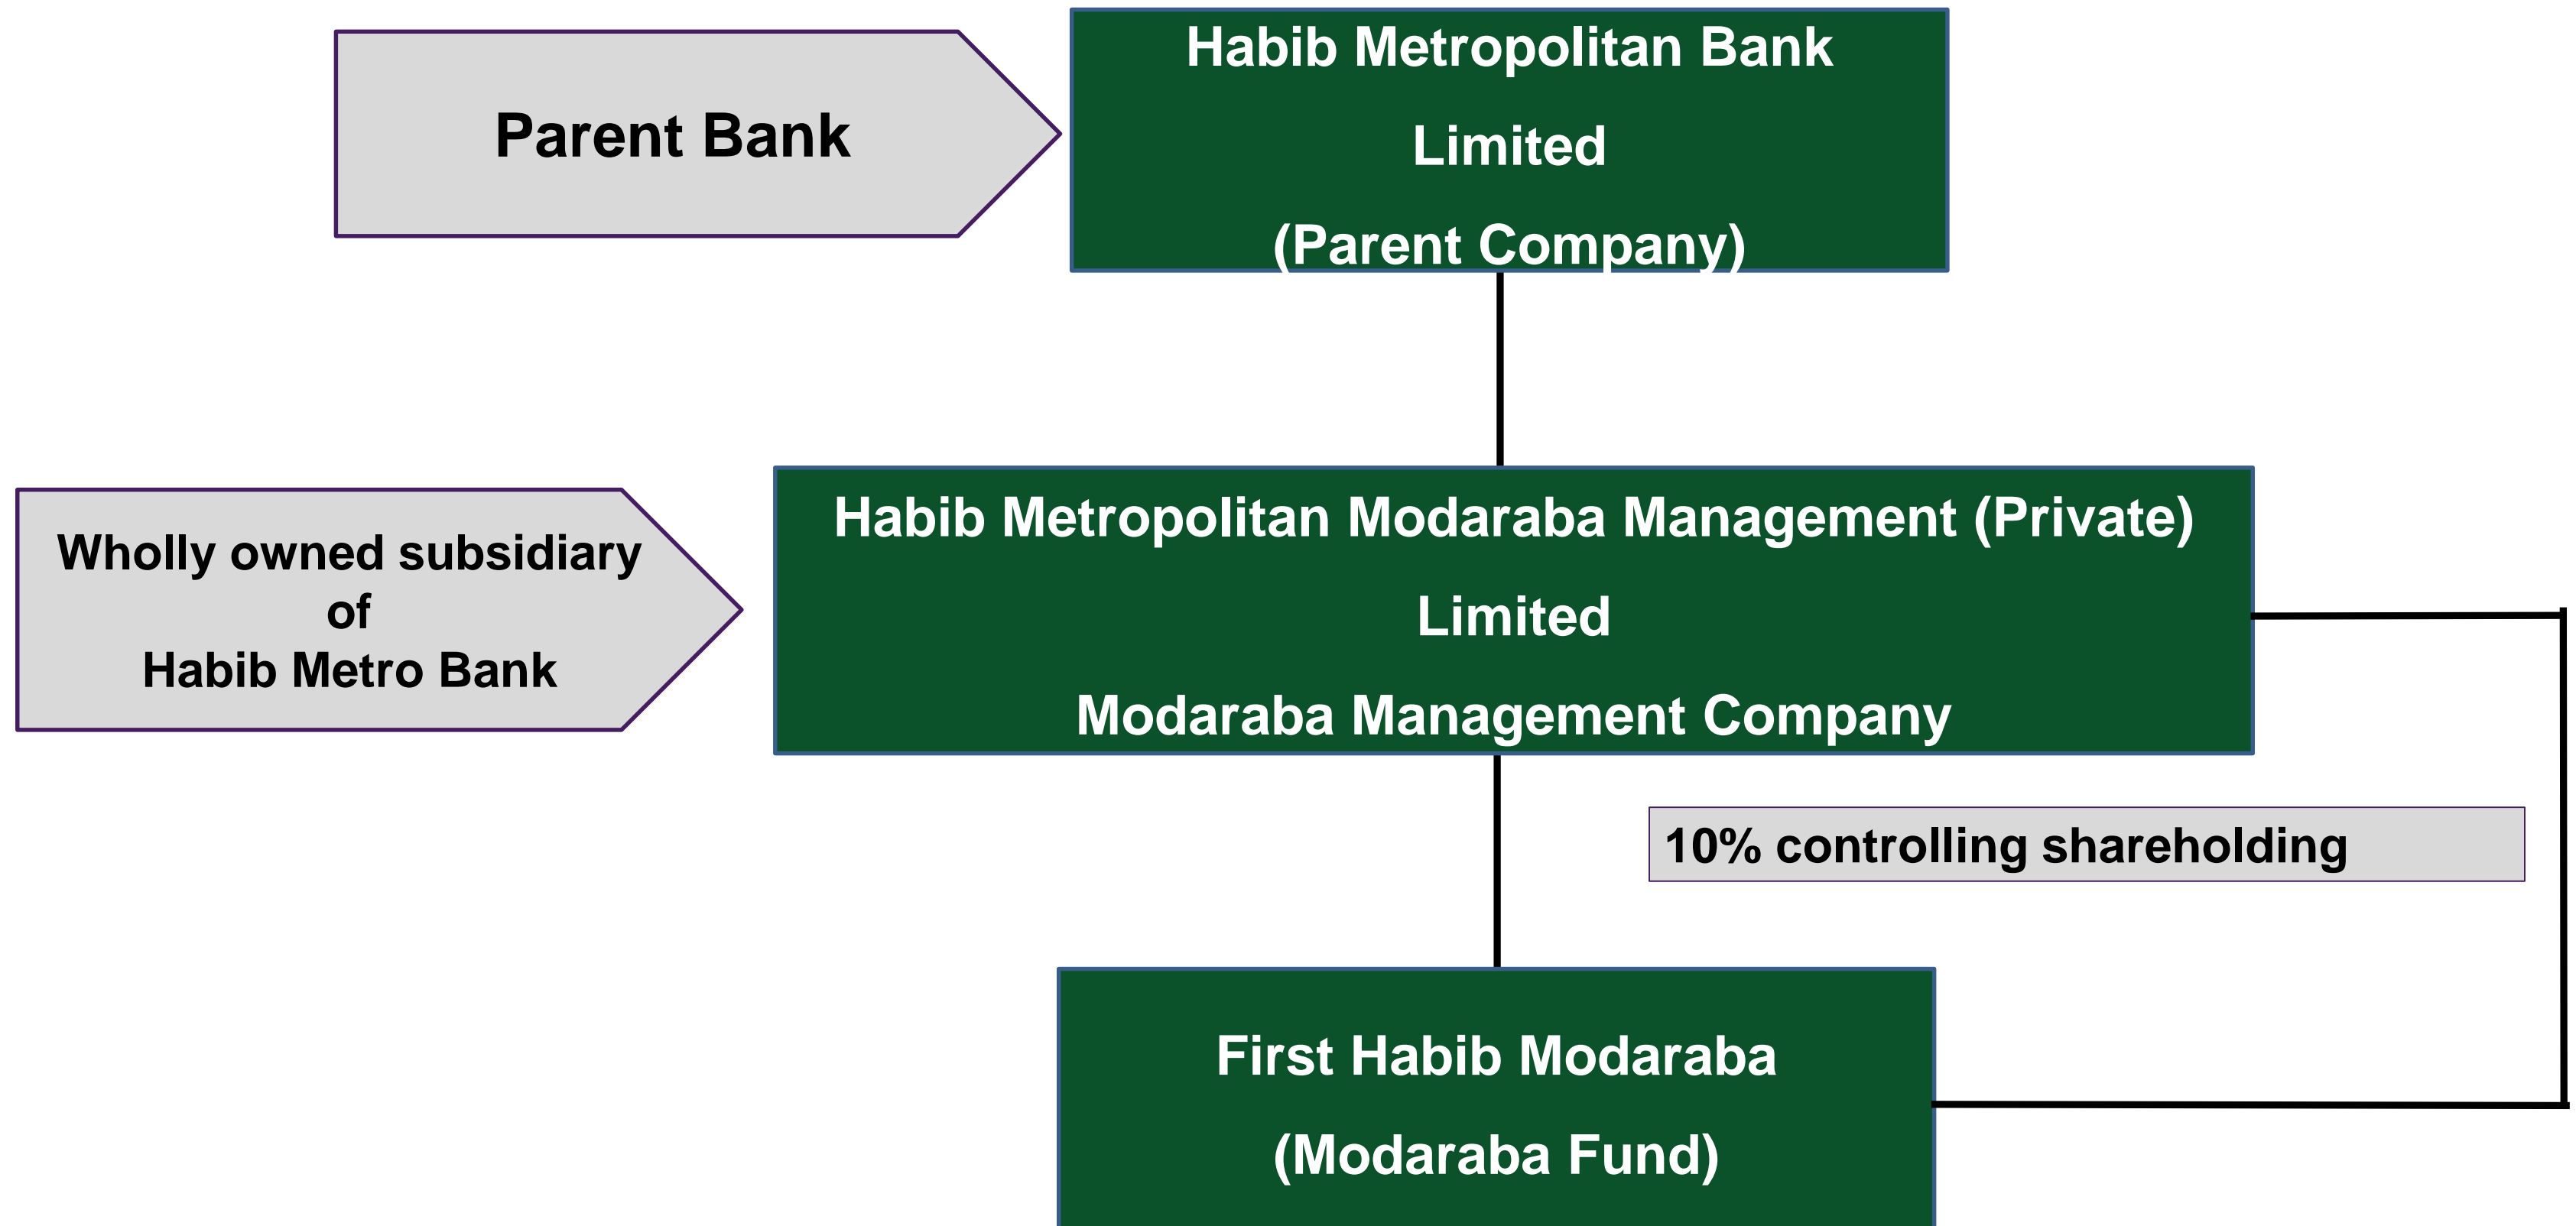 Parent Bank
Habib Metropolitan Bank
Limited
(Parent Company)
Wholly owned subsidiary
of
Habib Metro Bank
Habib Metropolitan Modaraba Management (Private)
Limited
Modaraba Management Company
10% controlling shareholding
First Habib Modaraba
(Modaraba Fund)